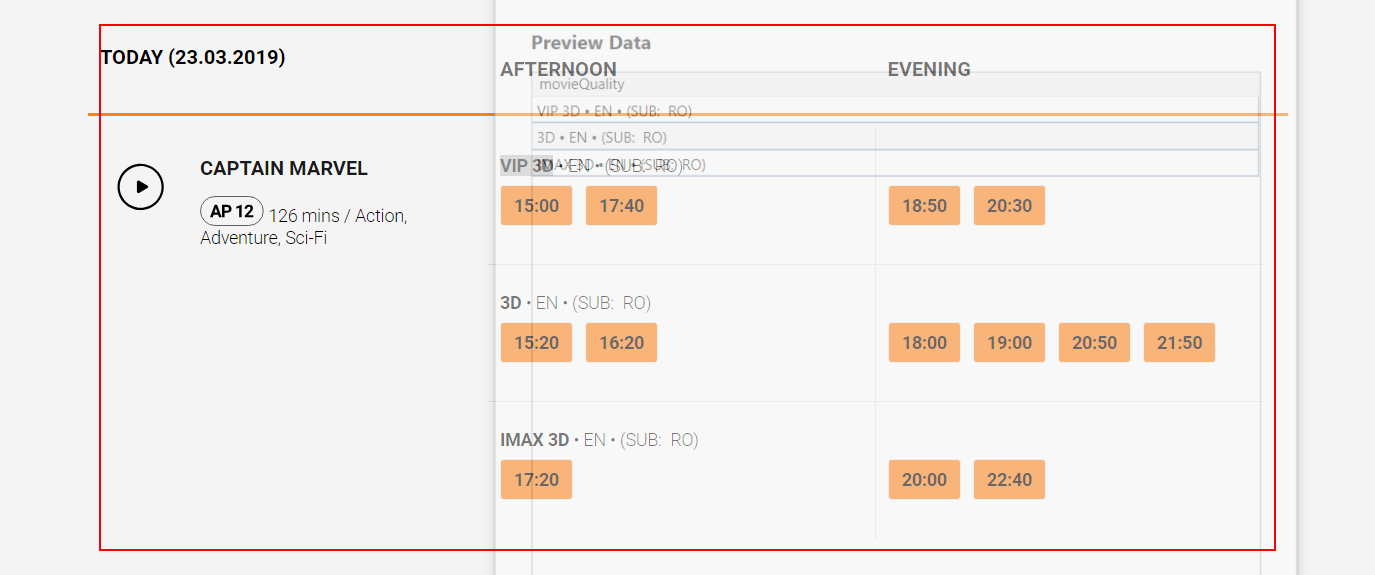 TODAY (23.03.2019)
Preview Data
AFTERNOON
EVENING
movieQuality
VIP 3D • EN • (SUB: RO)
3D • EN • (SUB: RO)
IMAX 3D • EN • (SUB: RO)
CAPTAIN MARVEL
AP 12 126 mins / Action,
Adventure, Sci-Fi
VIP 3D • EN • (SUB: RO)
15:00 17:40
18:50 20:30
3D • EN • (SUB: RO)
15:20 16:20
18:00 19:00 20:50 21:50
IMAX 3D • EN • (SUB: RO)
17:20
20:00 22:40